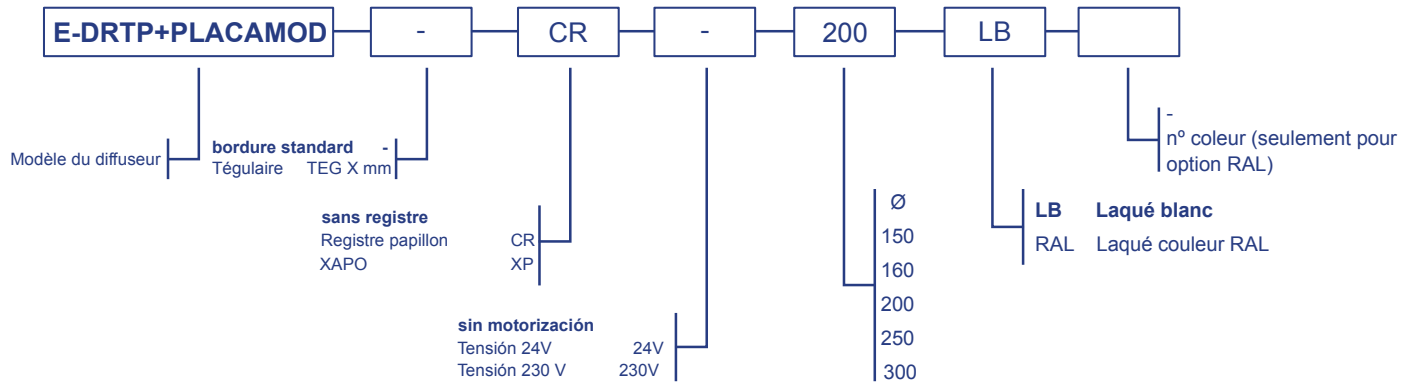 E-DRTP+PLACAMOD - CR - 200 LB
Modèle du diffuseur
bordure standard -
Tégulaire TEG X mm
sans registre
Registre papillon CR
XAPO XP
sin motorización
Tensión 24V 24V
Tensión 230 V 230V
Ø
150
160
200
250
300
LB Laqué blanc
RAL Laqué couleur RAL
-
nº coleur (seulement pour
option RAL)